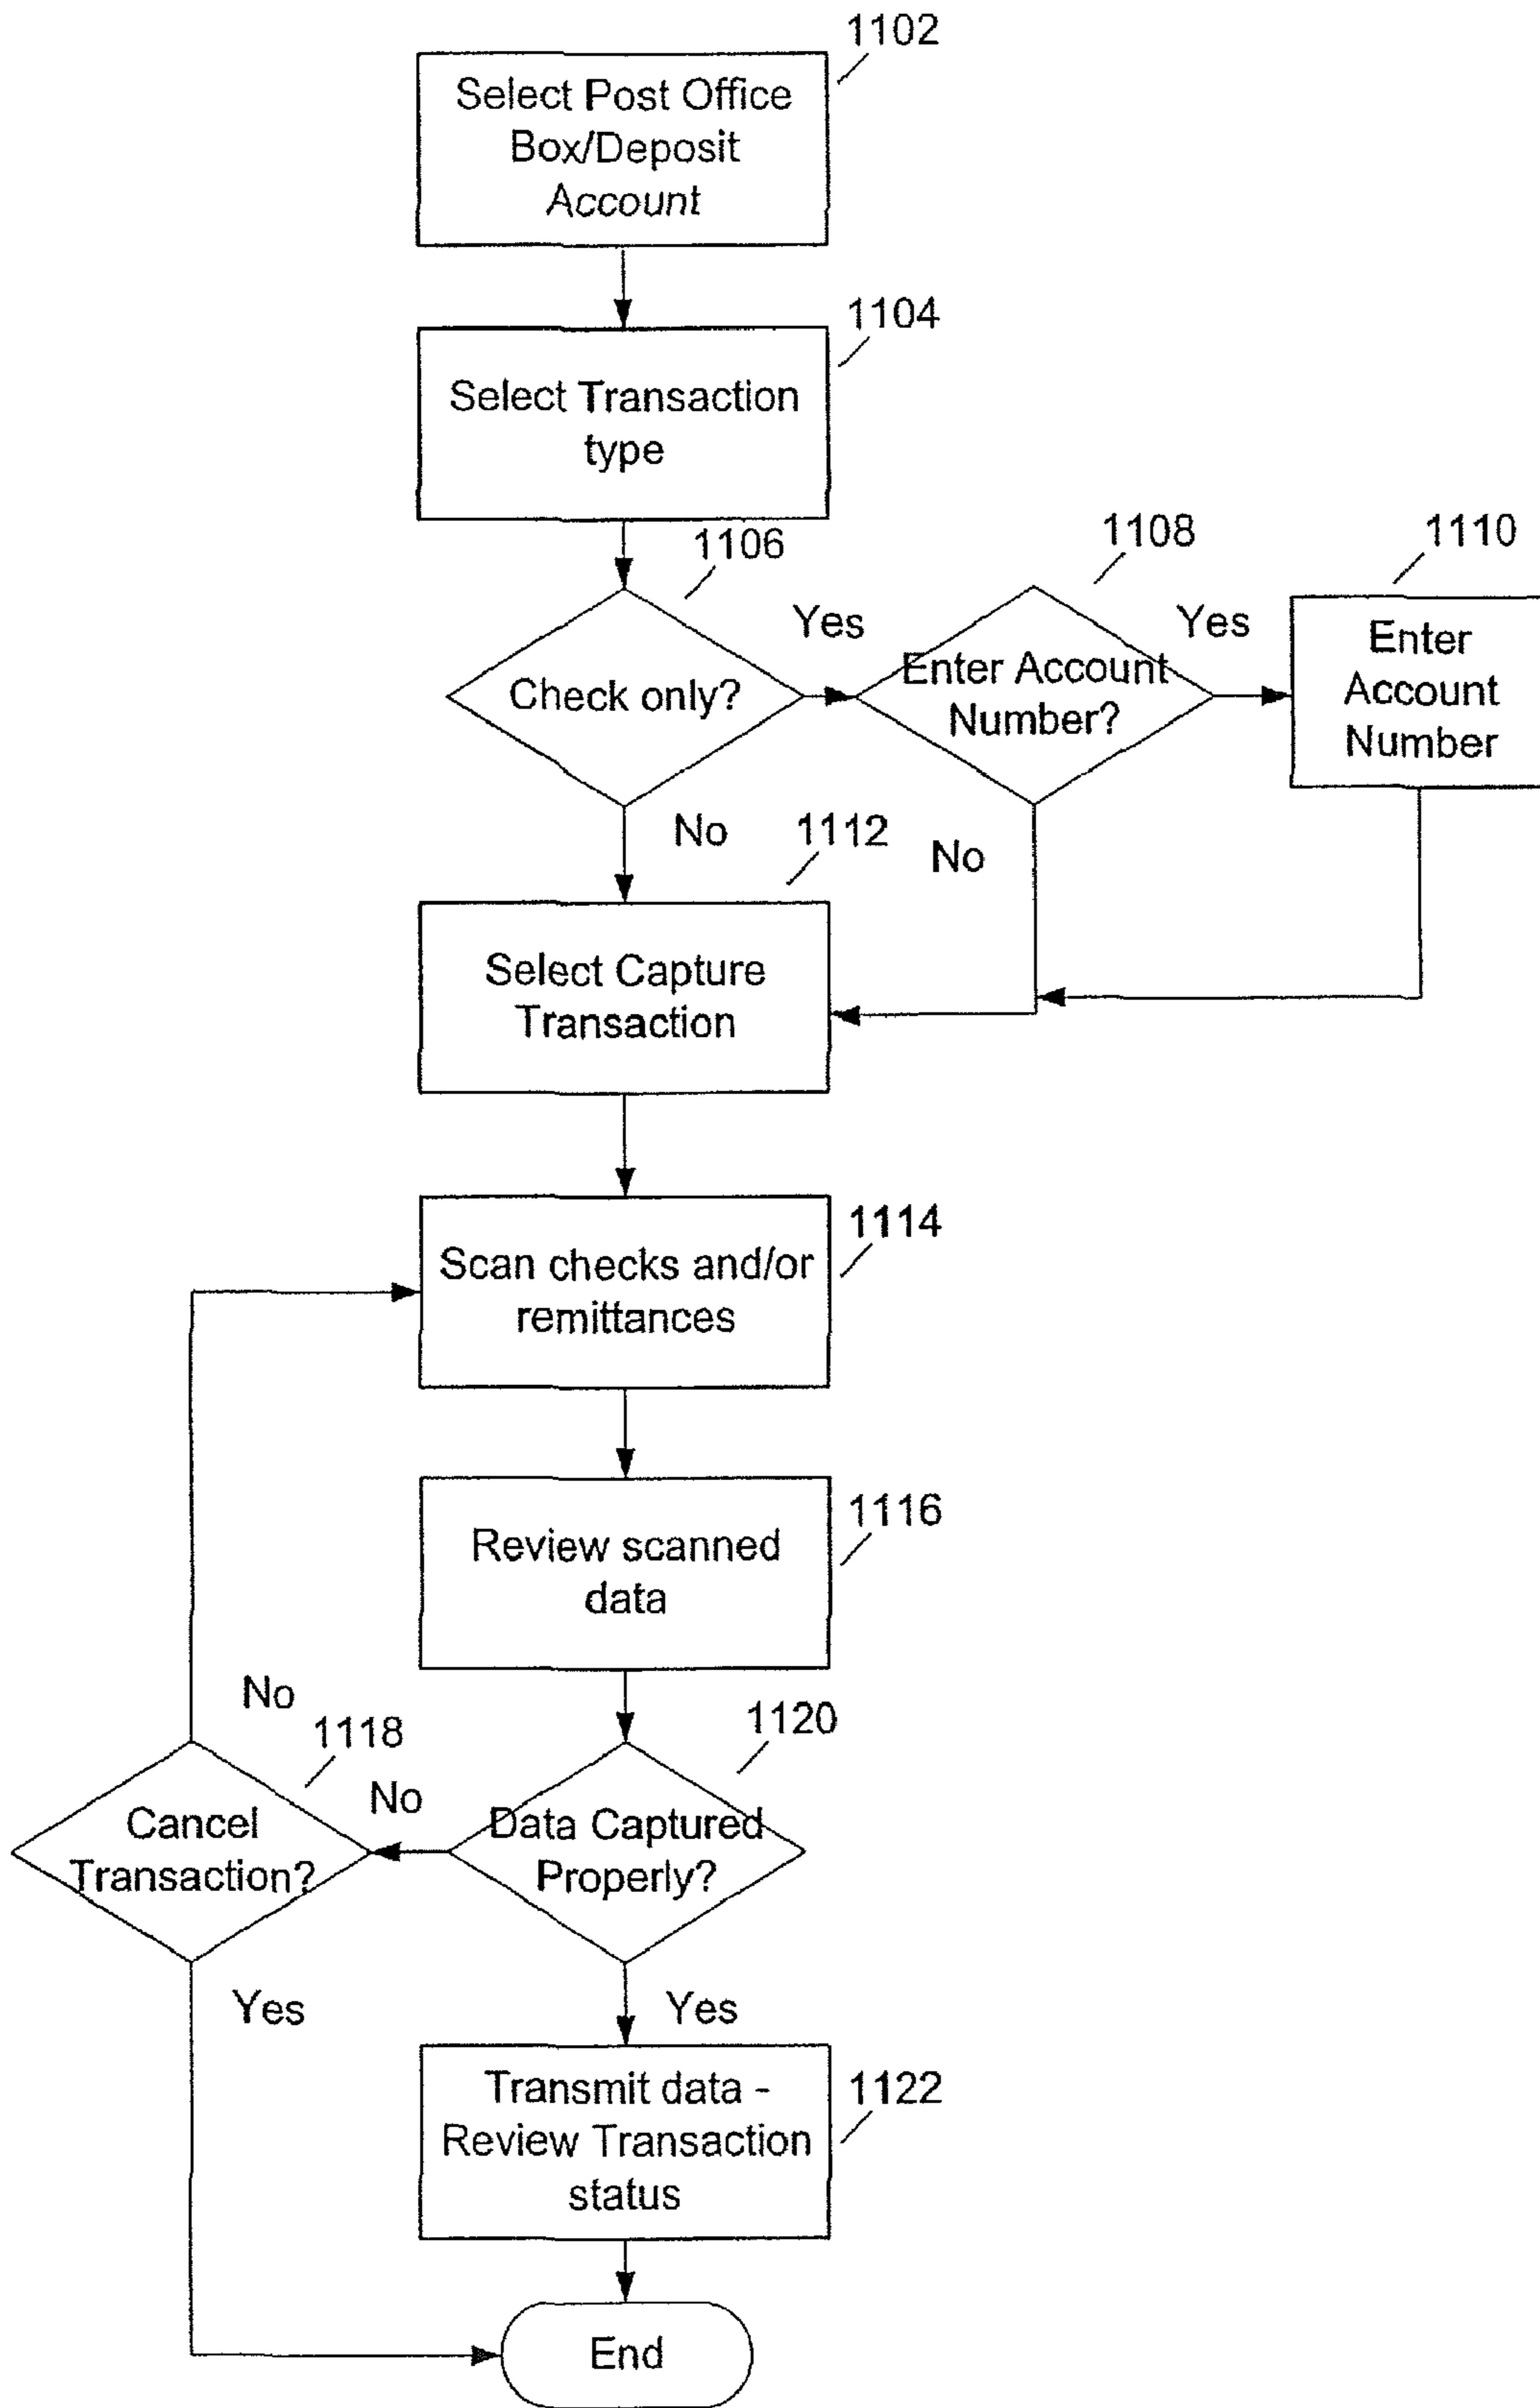 1102
Select Post Office
Box/Deposit
Account
1104
Select Transaction
type
1106
Check only?
Yes
1108
Enter Account
Number?
Yes
1110
Enter
Account
Number
No
No
1112
Select Capture
Transaction
1114
Scan checks and/or
remittances
1116
Review scanned
data
1120
Data Captured
Properly?
No
1118
Cancel
Transaction?
No
Yes
Yes
1122
Transmit data -
Review Transaction
status
End